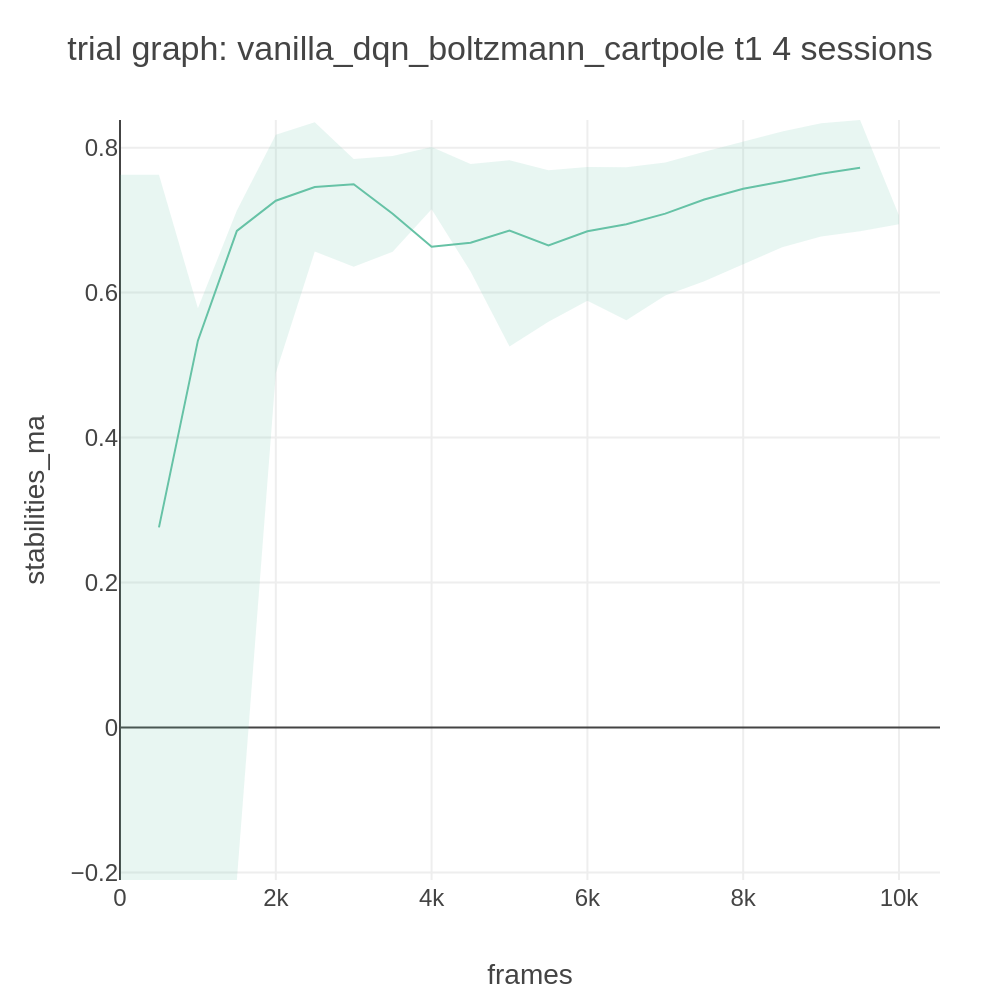 trial graph: vanilla_dqn_boltzmann_cartpole t1 4 sessions
0.8
0.6
0.4
0.2
0
−0.2
stabilities_ma
0 2k 4k 6k 8k 10k
frames